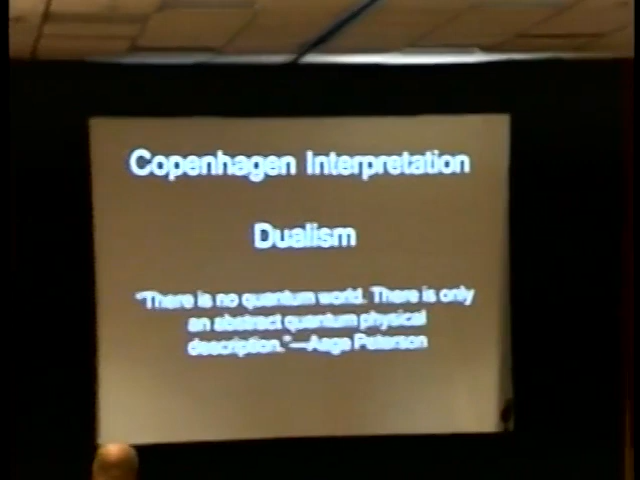 Copenhagen Interpretation
Dualism
"There is no quantum world. There is only
an abstract quantum physical
description."—Aage Peterson